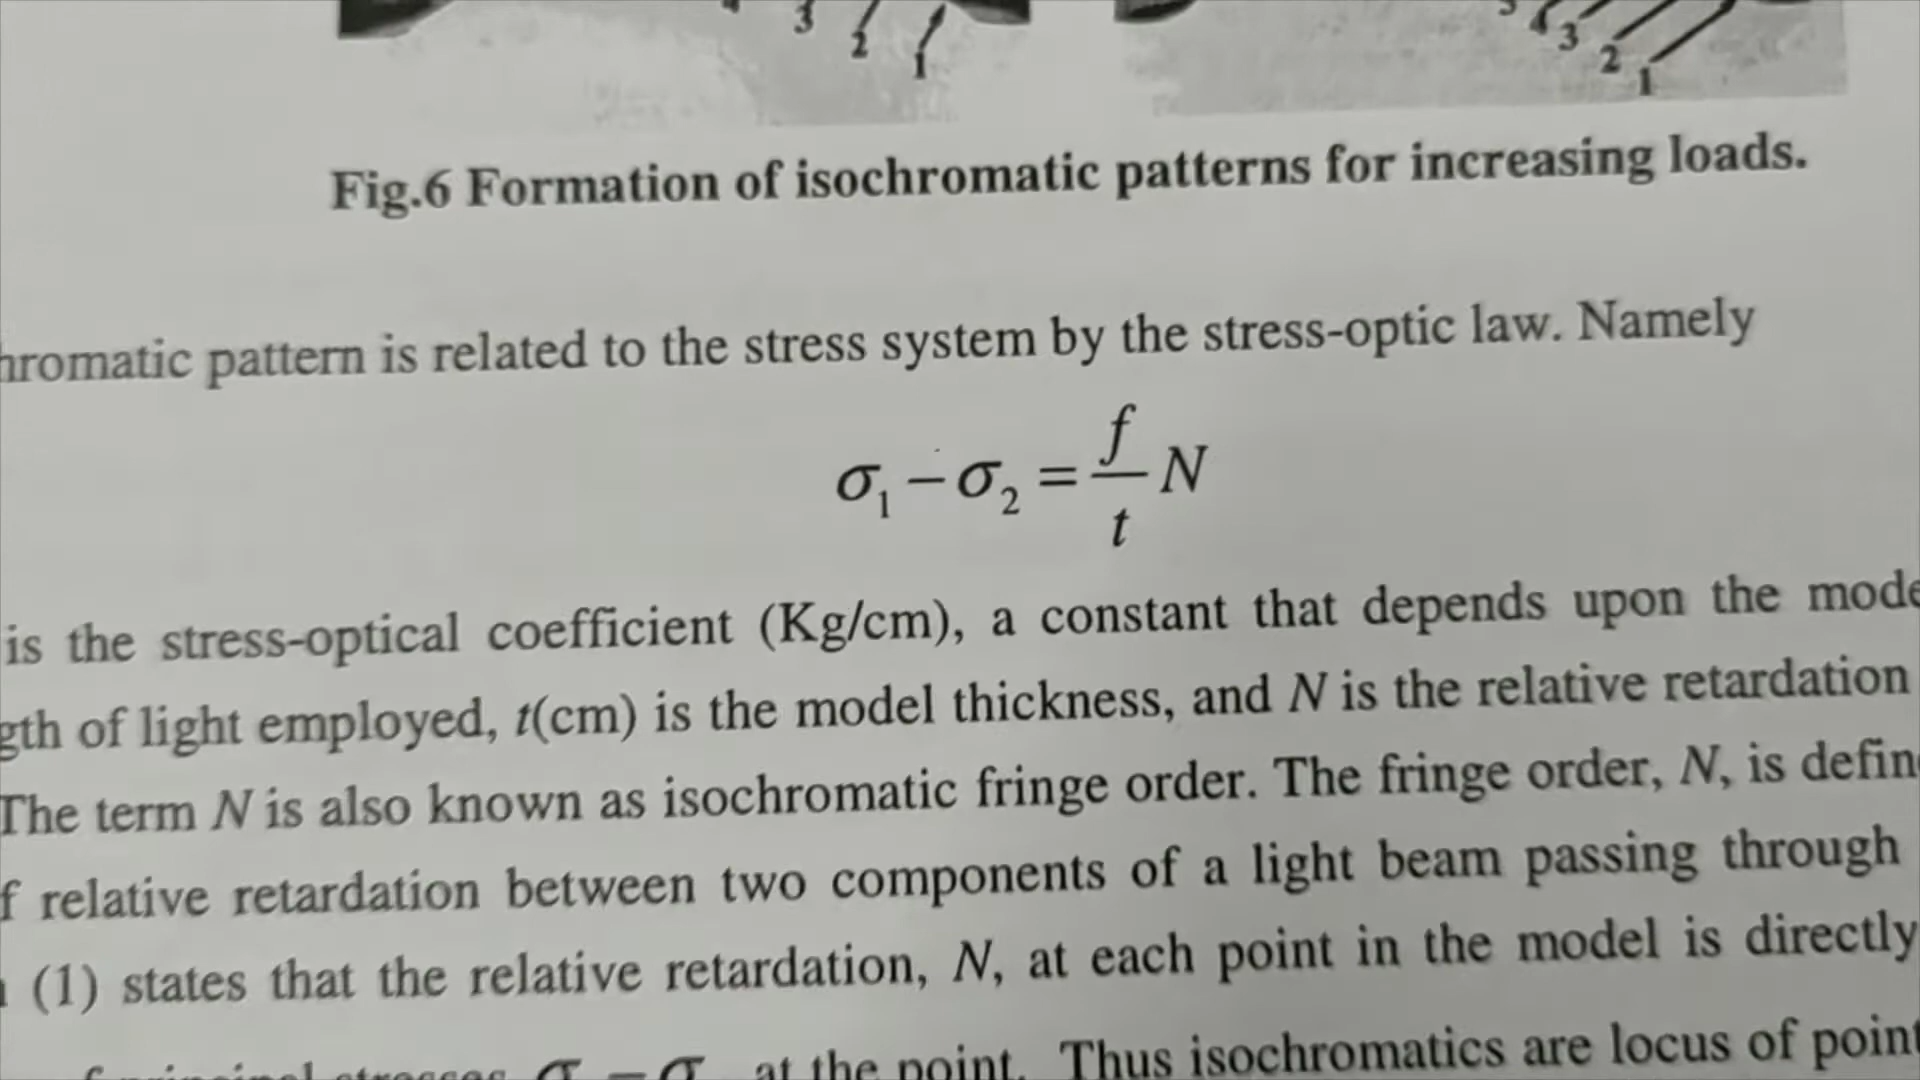 3 2 1
3 2 1
Fig.6 Formation of isochromatic patterns for increasing loads.
hromatic pattern is related to the stress system by the stress-optic law. Namely
σ₁ − σ₂ = f/t N
is the stress-optical coefficient (Kg/cm), a constant that depends upon the mode
gth of light employed, t(cm) is the model thickness, and N is the relative retardation
The term N is also known as isochromatic fringe order. The fringe order, N, is defin
f relative retardation between two components of a light beam passing through
(1) states that the relative retardation, N, at each point in the model is directly
σ − σ at the point. Thus isochromatics are locus of point